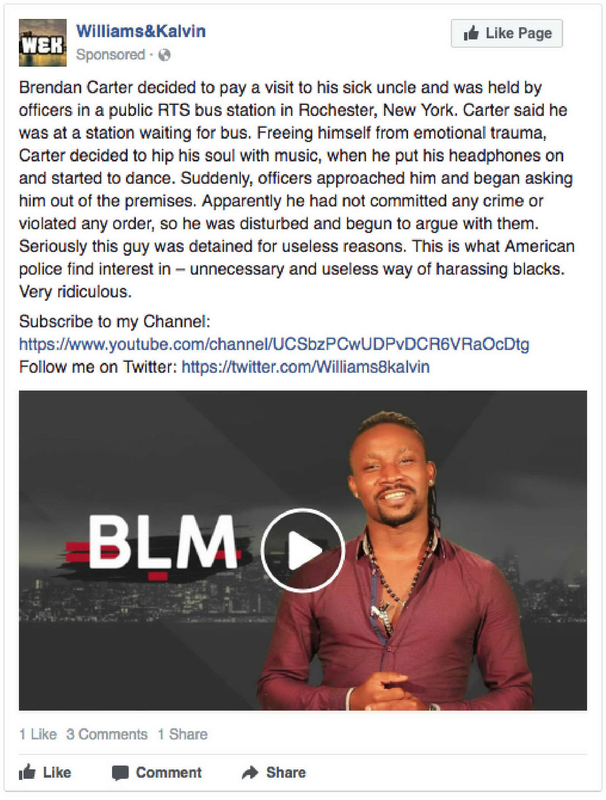 WEK
Williams&Kalvin
Like Page
Sponsored ·
Brendan Carter decided to pay a visit to his sick uncle and was held by
officers in a public RTS bus station in Rochester, New York. Carter said he
was at a station waiting for bus. Freeing himself from emotional trauma,
Carter decided to hip his soul with music, when he put his headphones on
and started to dance. Suddenly, officers approached him and began asking
him out of the premises. Apparently he had not committed any crime or
violated any order, so he was disturbed and begun to argue with them.
Seriously this guy was detained for useless reasons. This is what American
police find interest in – unnecessary and useless way of harassing blacks.
Very ridiculous.
Subscribe to my Channel:
https://www.youtube.com/channel/UCSbzPCwUDPvDCR6VRaOcDtg
Follow me on Twitter: https://twitter.com/Williams8kalvin
BLM
1 Like 3 Comments 1 Share
Like Comment Share